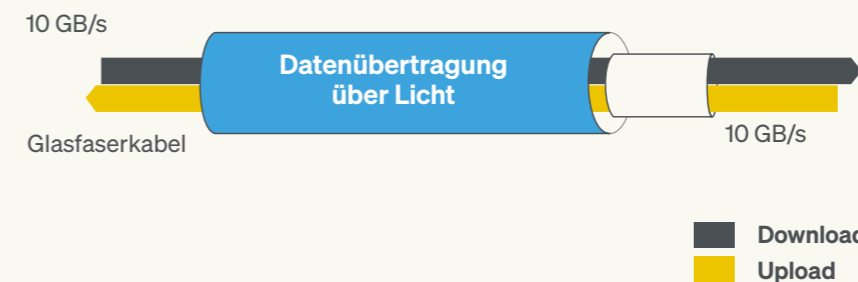 10 GB/s
Datenübertragung
über Licht
Glasfaserkabel
10 GB/s
Download
Upload